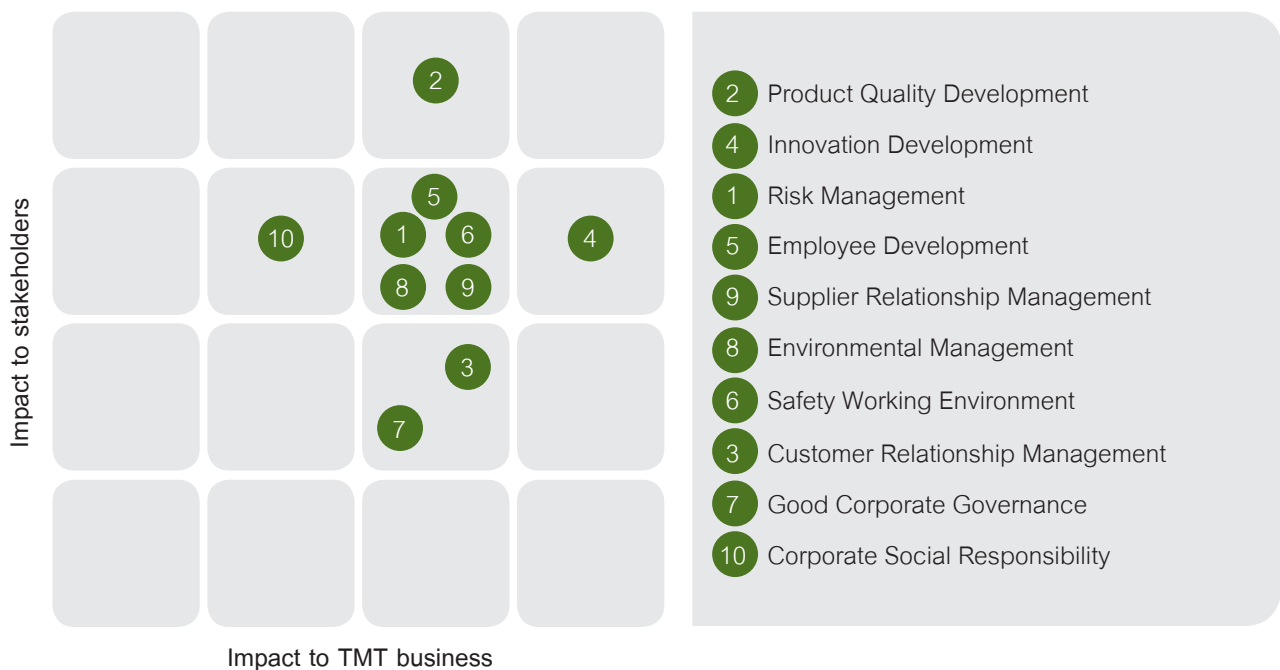 Impact to stakeholders
2
5
10
1
6
4
8
9
3
7
Impact to TMT business
2 Product Quality Development
4 Innovation Development
1 Risk Management
5 Employee Development
9 Supplier Relationship Management
8 Environmental Management
6 Safety Working Environment
3 Customer Relationship Management
7 Good Corporate Governance
10 Corporate Social Responsibility